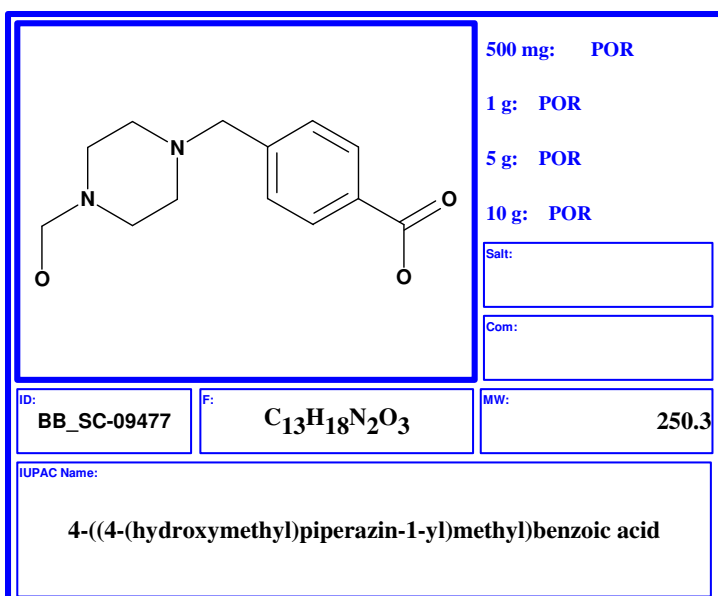 500 mg: POR
1 g: POR
5 g: POR
10 g: POR
N
N
O
O
O
Salt:
Com:
ID:
BB_SC-09477
F:
C13H18N2O3
MW:
250.3
IUPAC Name:
4-((4-(hydroxymethyl)piperazin-1-yl)methyl)benzoic acid